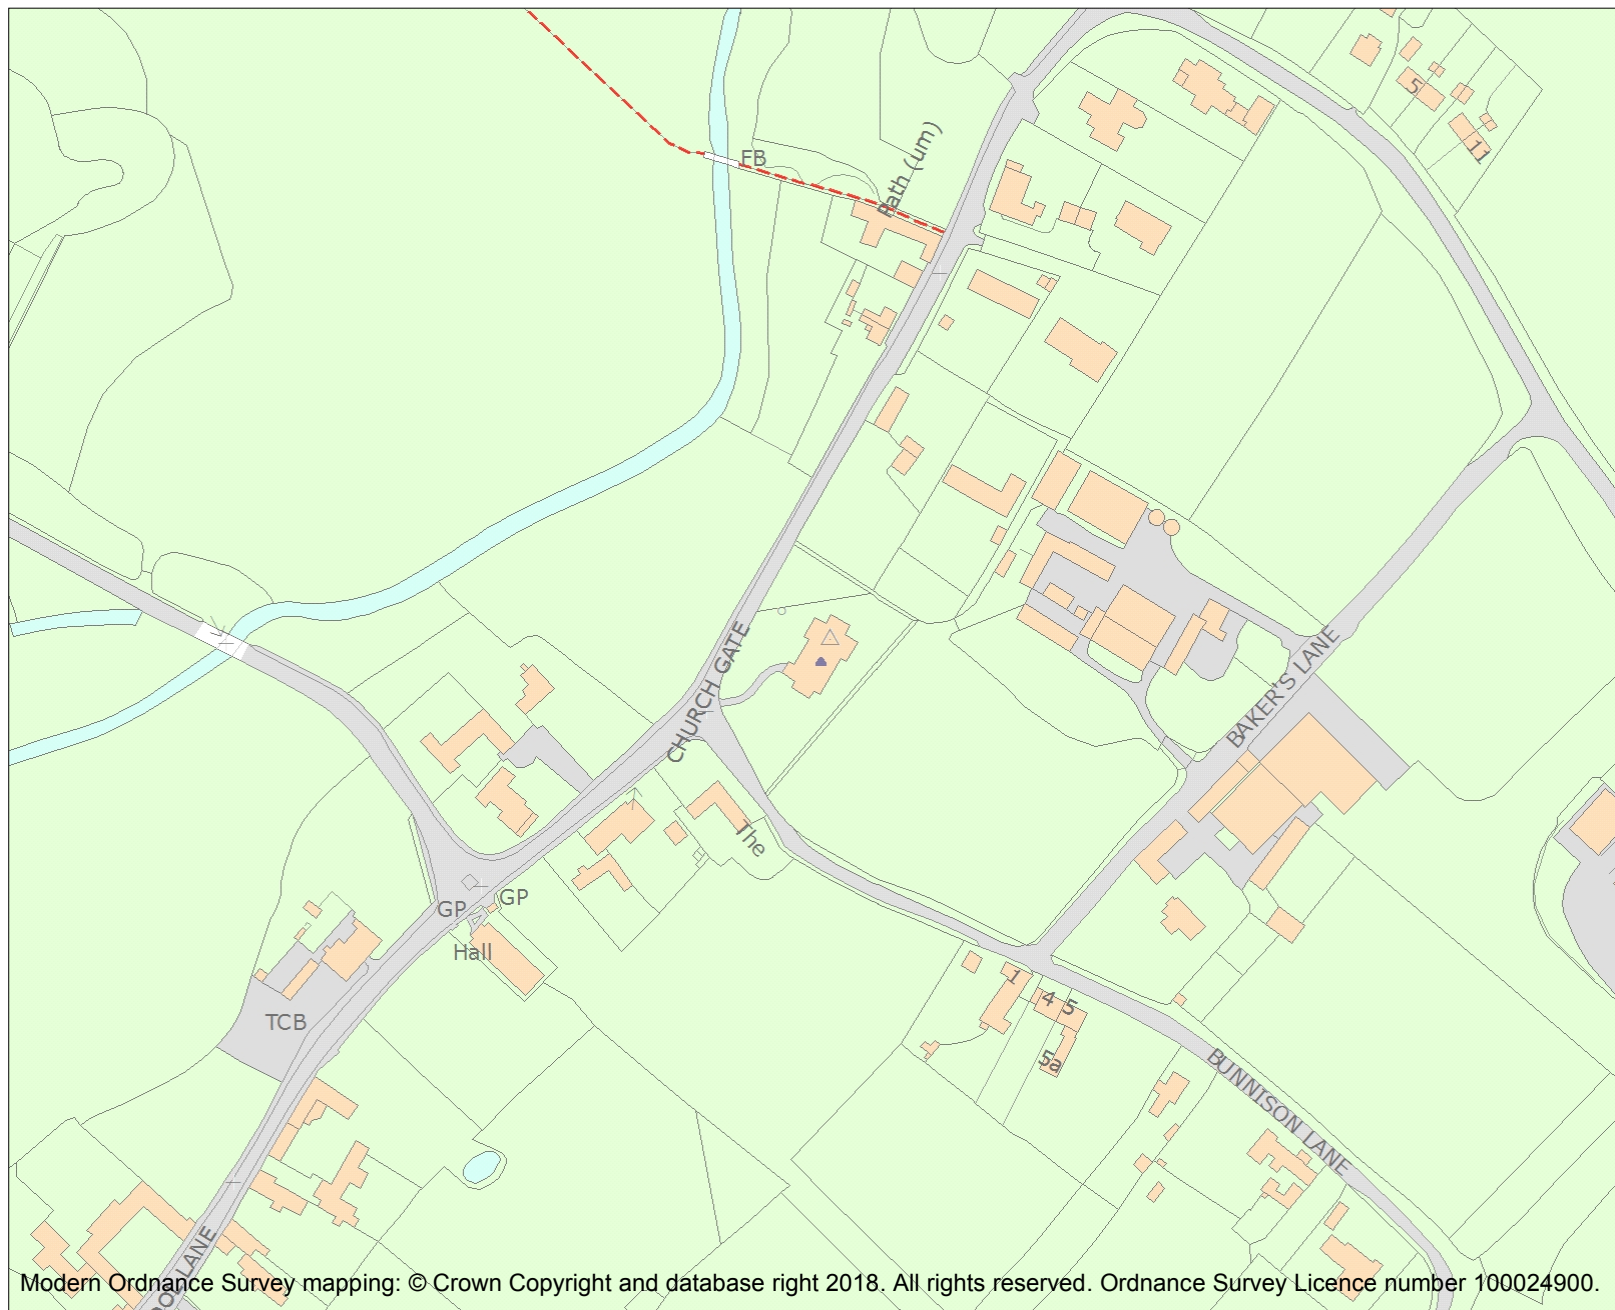 5
11
FB
Path (um)
CHURCH GATE
BAKER'S LANE
The
GP
GP
Hall
TCB
1
4
5
5a
BUNNISON LANE
LANE
Modern Ordnance Survey mapping: © Crown Copyright and database right 2018. All rights reserved. Ordnance Survey Licence number 100024900.